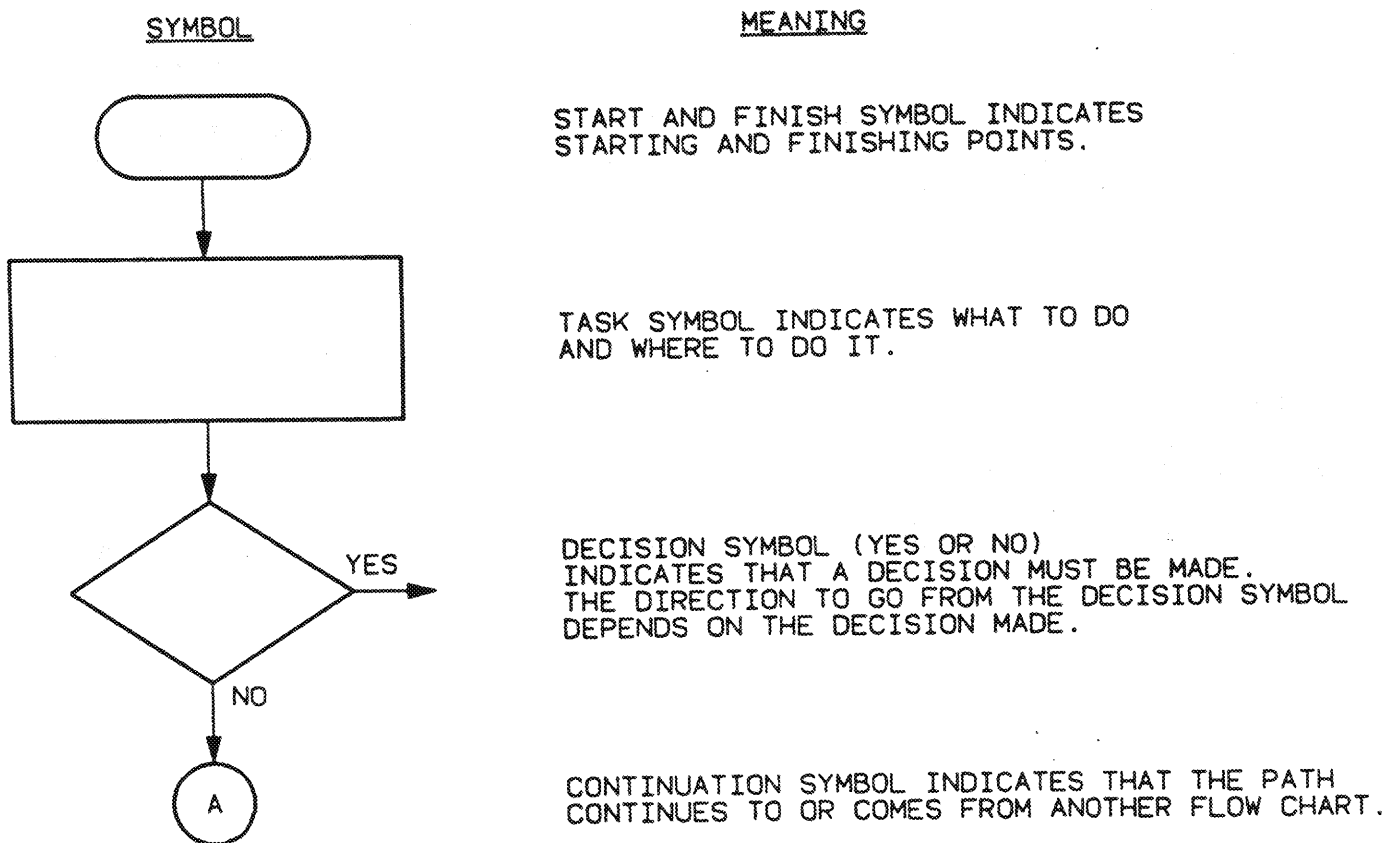 SYMBOL
MEANING
START AND FINISH SYMBOL INDICATES
STARTING AND FINISHING POINTS.
TASK SYMBOL INDICATES WHAT TO DO
AND WHERE TO DO IT.
YES
DECISION SYMBOL (YES OR NO)
INDICATES THAT A DECISION MUST BE MADE.
THE DIRECTION TO GO FROM THE DECISION SYMBOL
DEPENDS ON THE DECISION MADE.
NO
A
CONTINUATION SYMBOL INDICATES THAT THE PATH
CONTINUES TO OR COMES FROM ANOTHER FLOW CHART.